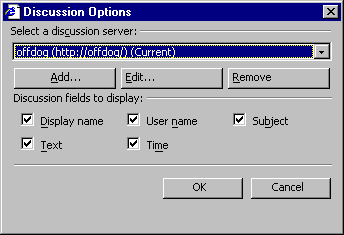 Discussion Options
Select a discussion server:
offdog (http://offdog/) (Current)
Add... Edit... Remove
Discussion fields to display:
Display name User name Subject
Text Time
OK Cancel